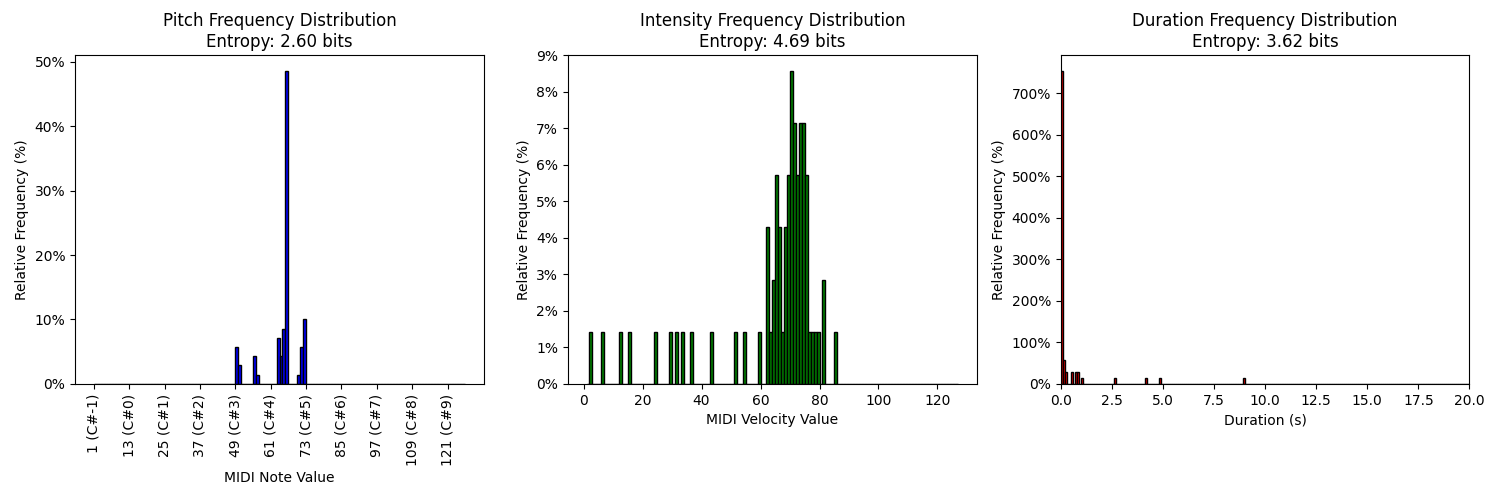 Pitch Frequency Distribution
Entropy: 2.60 bits
Relative Frequency (%)
50%
40%
30%
20%
10%
0%
1 (C#-1)
13 (C#0)
25 (C#1)
37 (C#2)
49 (C#3)
61 (C#4)
73 (C#5)
85 (C#6)
97 (C#7)
109 (C#8)
121 (C#9)
MIDI Note Value
Intensity Frequency Distribution
Entropy: 4.69 bits
Relative Frequency (%)
9%
8%
7%
6%
5%
4%
3%
2%
1%
0%
0 20 40 60 80 100 120
MIDI Velocity Value
Duration Frequency Distribution
Entropy: 3.62 bits
Relative Frequency (%)
700%
600%
500%
400%
300%
200%
100%
0%
0.0 2.5 5.0 7.5 10.0 12.5 15.0 17.5 20.0
Duration (s)